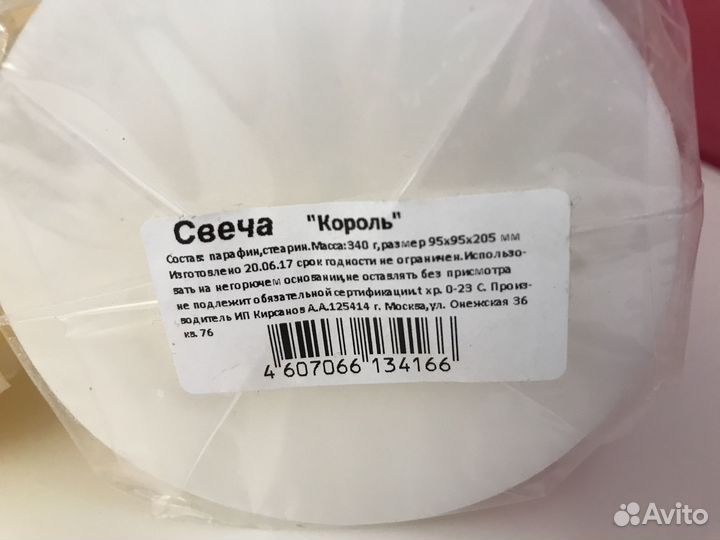 Свеча "Король"
Состав: парафин,стеарин.Масса:340 г,размер 95х95х205 мм
Изготовлено 20.06.17 срок годности не ограничен.Использо-
вать на негорючем основании,не оставлять без присмотра
не подлежит обязательной сертификации.t хр. 0-23 С. Произ-
водитель ИП Кирсанов А.А.125414 г. Москва,ул. Онежская 36
кв. 76
4 607066 134166
Avito